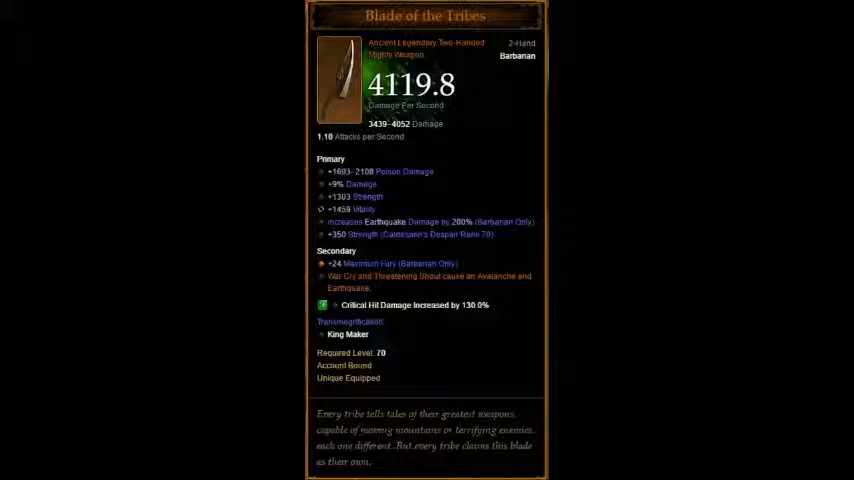 Blade of the Tribes
Ancient Legendary Two-Handed 2-Hand
Mighty Weapon Barbarian
4119.8
Damage Per Second
3439–4052 Damage
1.10 Attacks per Second
Primary
+1693–2108 Poison Damage
+9% Damage
+1303 Strength
+1459 Vitality
Increases Earthquake Damage by 200% (Barbarian Only)
+350 Strength (Caldesann's Despair Rank 70)
Secondary
+24 Maximum Fury (Barbarian Only)
War Cry and Threatening Shout cause an Avalanche and
Earthquake.
Critical Hit Damage Increased by 130.0%
Transmogrification:
King Maker
Required Level: 70
Account Bound
Unique Equipped
Every tribe tells tales of their greatest weapons,
capable of moving mountains or terrifying enemies,
each one different. But every tribe claims this blade
as their own.